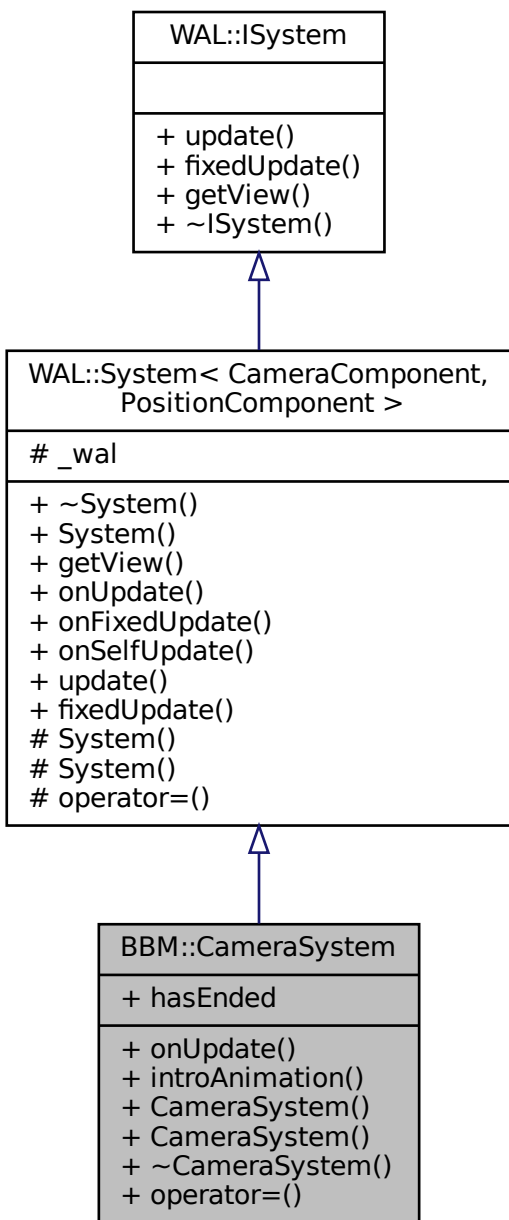 WAL::ISystem
+ update()
+ fixedUpdate()
+ getView()
+ ~ISystem()
WAL::System< CameraComponent,
PositionComponent >
# _wal
+ ~System()
+ System()
+ getView()
+ onUpdate()
+ onFixedUpdate()
+ onSelfUpdate()
+ update()
+ fixedUpdate()
# System()
# System()
# operator=()
BBM::CameraSystem
+ hasEnded
+ onUpdate()
+ introAnimation()
+ CameraSystem()
+ CameraSystem()
+ ~CameraSystem()
+ operator=()